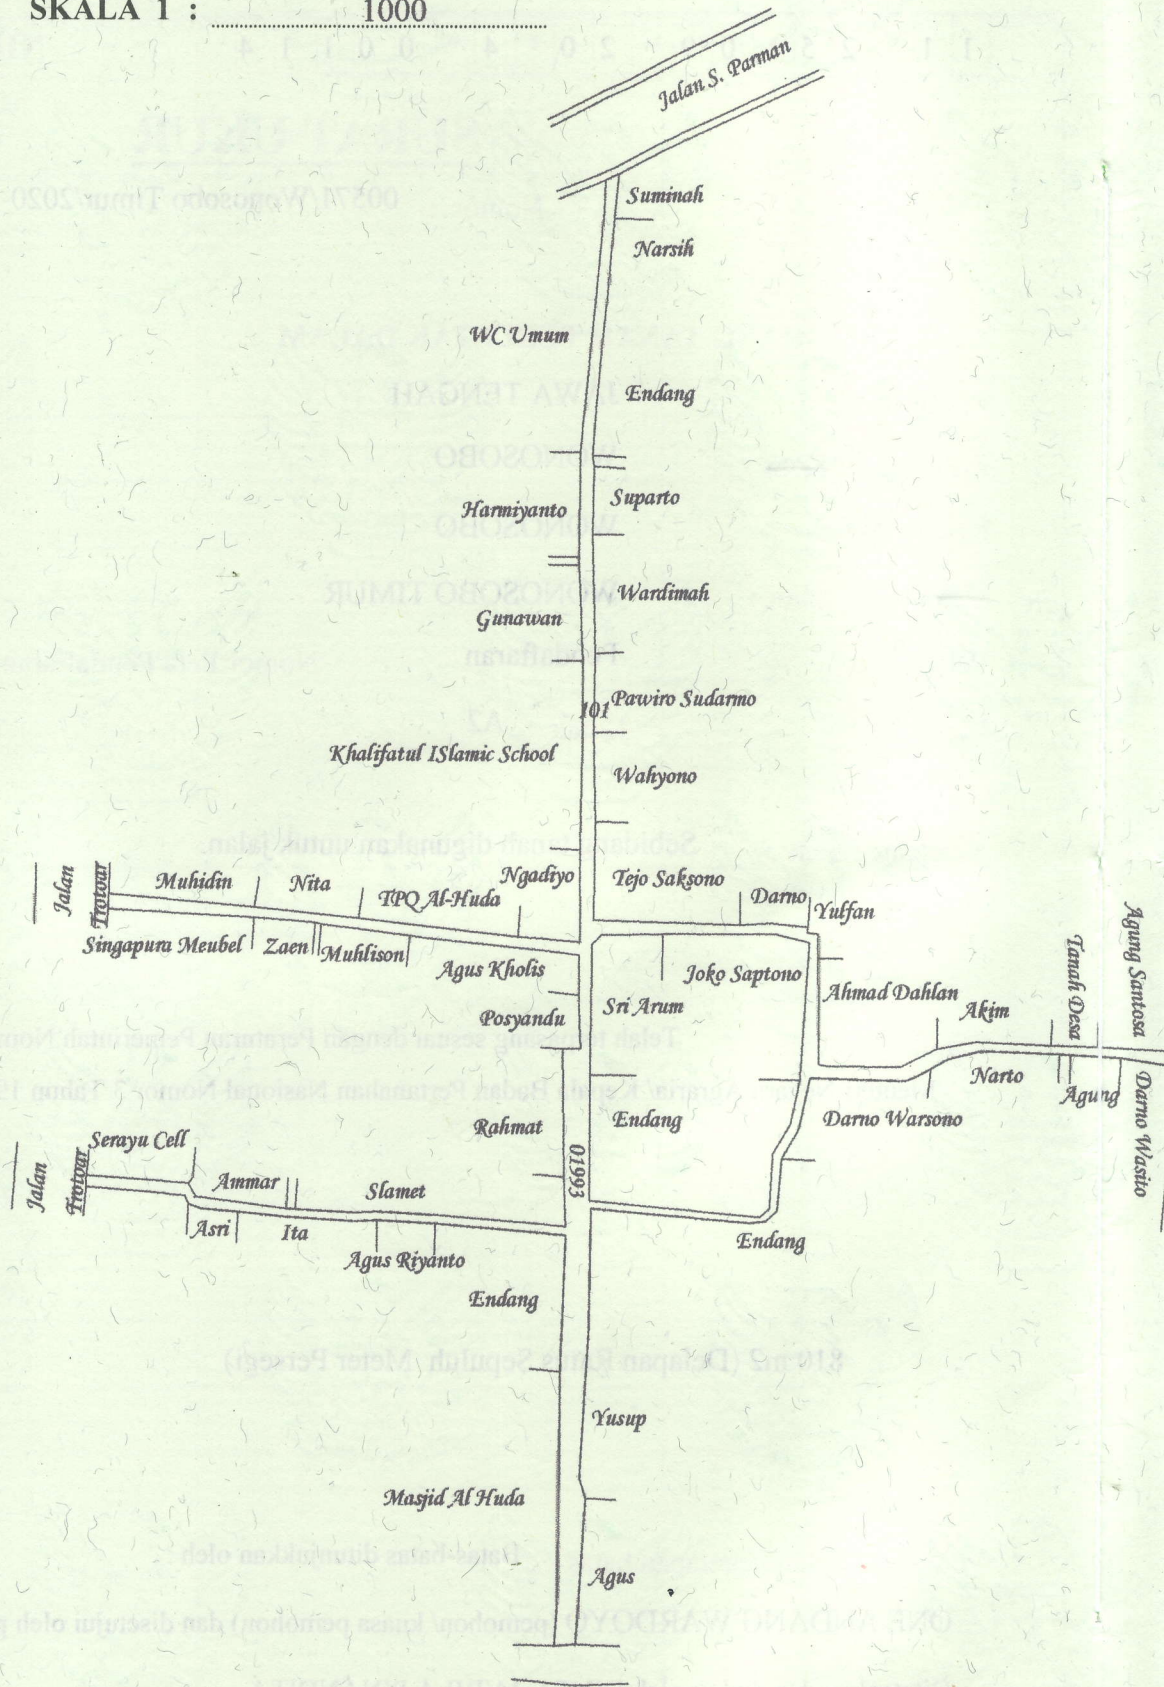 SKALA 1 : 1000
Jalan S. Parman
Suminah
Narsih
WC Umum
Endang
Suparto
Harmiyanto
Wardimah
Gunawan
Pawiro Sudarmo
101
Khalifatul ISlamic School
Wahyono
Jalan
Trotoar
Muhidin
Nita
TPQ Al-Huda
Ngadiyo
Tejo Saksono
Darno
Yulfan
Singapura Meubel
Zaen
Muhlison
Agus Kholis
Joko Saptono
Sri Arum
Posyandu
Ahmad Dahlan
Akim
Tanah Desa
Agung Santosa
Narto
Agung
Darno Wasito
Darno Warsono
Endang
Rahmat
01993
Serayu Cell
Jalan
Trotoar
Ammar
Slamet
Asri
Ita
Agus Riyanto
Endang
Endang
Yusup
Masjid Al Huda
Agus